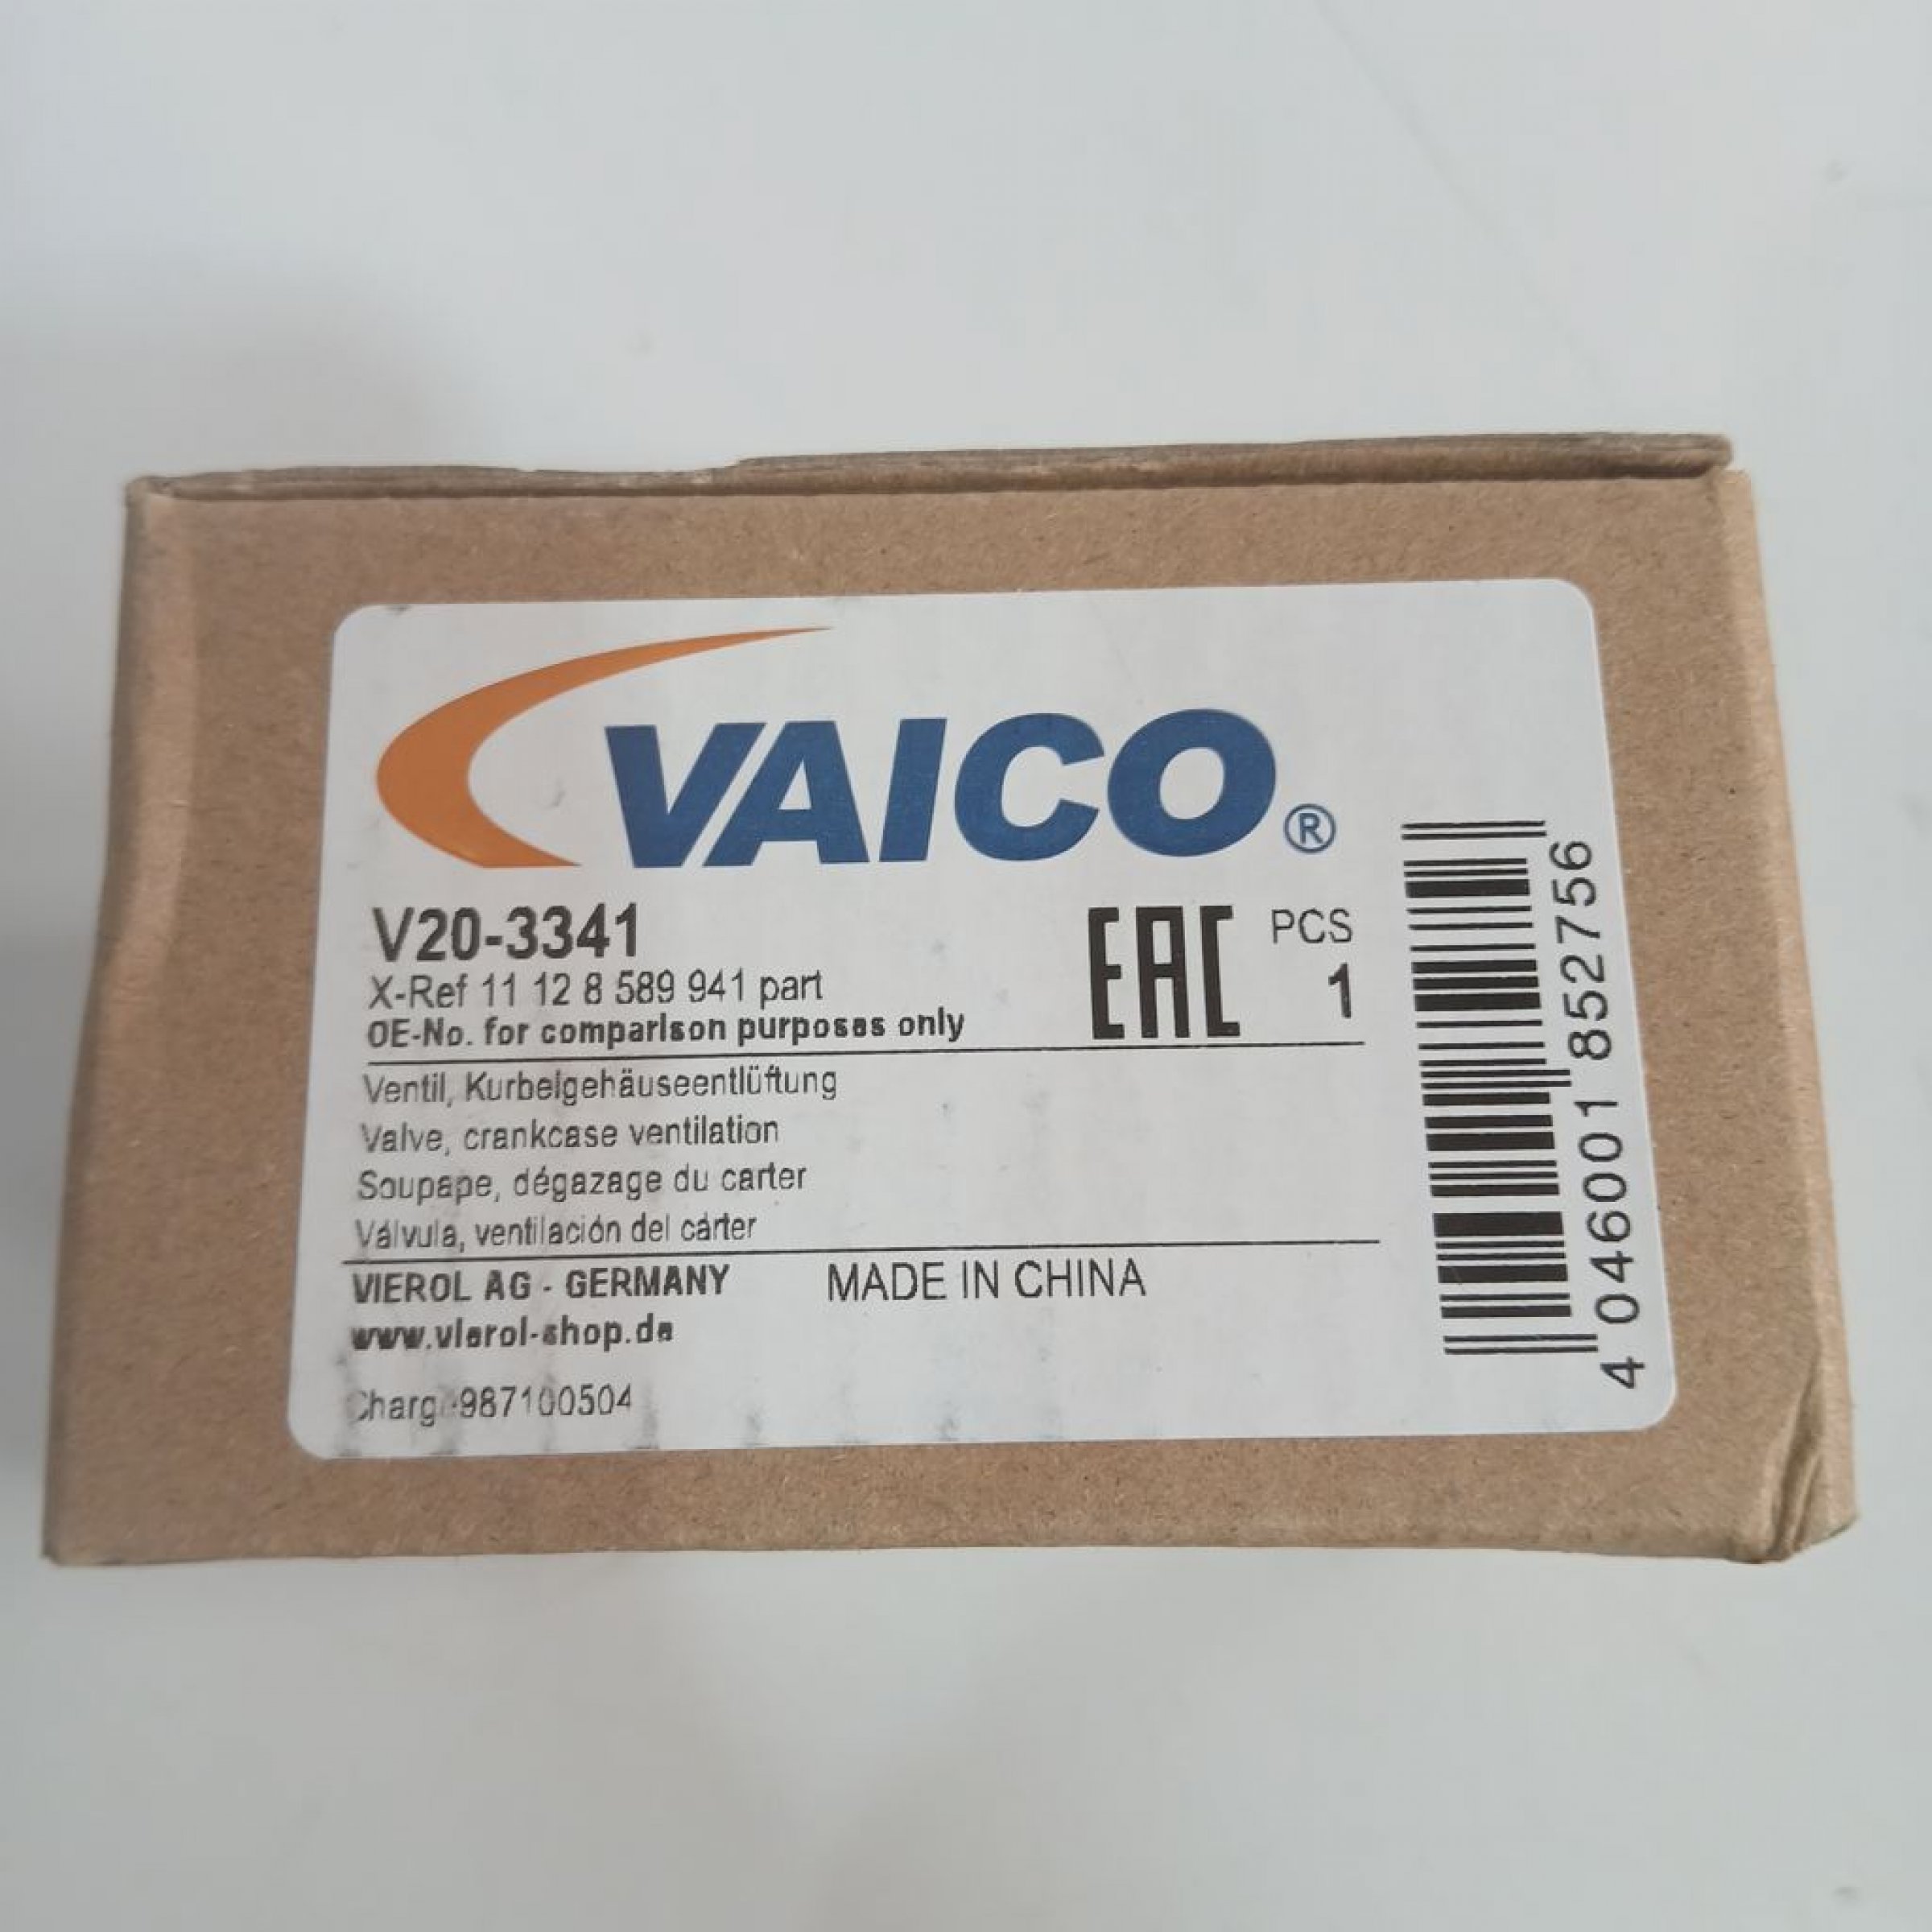 VAICO®
V20-3341
X-Ref 11 12 8 589 941 part
OE-No. for comparison purposes only
EAC
PCS
1
Ventil, Kurbelgehäuseentlüftung
Valve, crankcase ventilation
Soupape, dégazage du carter
Válvula, ventilación del cárter
VIEROL AG - GERMANY MADE IN CHINA
www.vierol-shop.de
987100504
4 046001 852756